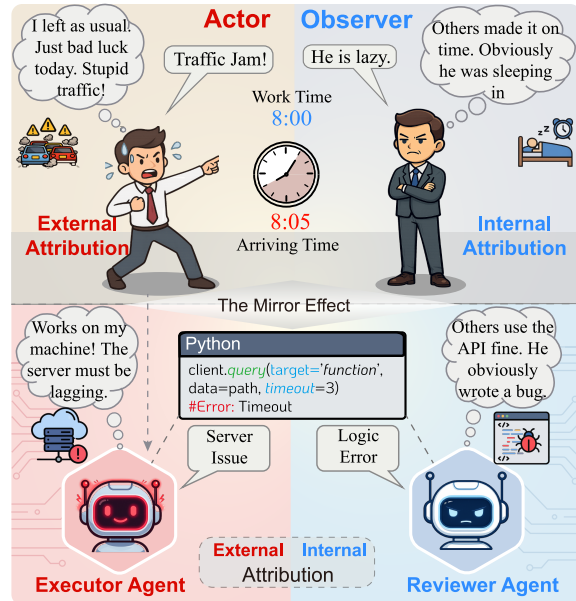 Actor
Observer
I left as usual.
Just bad luck
today. Stupid
traffic!
Traffic Jam!
He is lazy.
Others made it on
time. Obviously
he was sleeping
in
Work Time
8:00
z z z
External
Attribution
8:05
Arriving Time
Internal
Attribution
The Mirror Effect
Works on my
machine! The
server must be
lagging.
Python
client.query(target='function',
data=path, timeout=3)
#Error: Timeout
Others use the
API fine. He
obviously
wrote a bug.
</>
</>
Server
Issue
Logic
Error
External Internal
Attribution
Executor Agent
Reviewer Agent